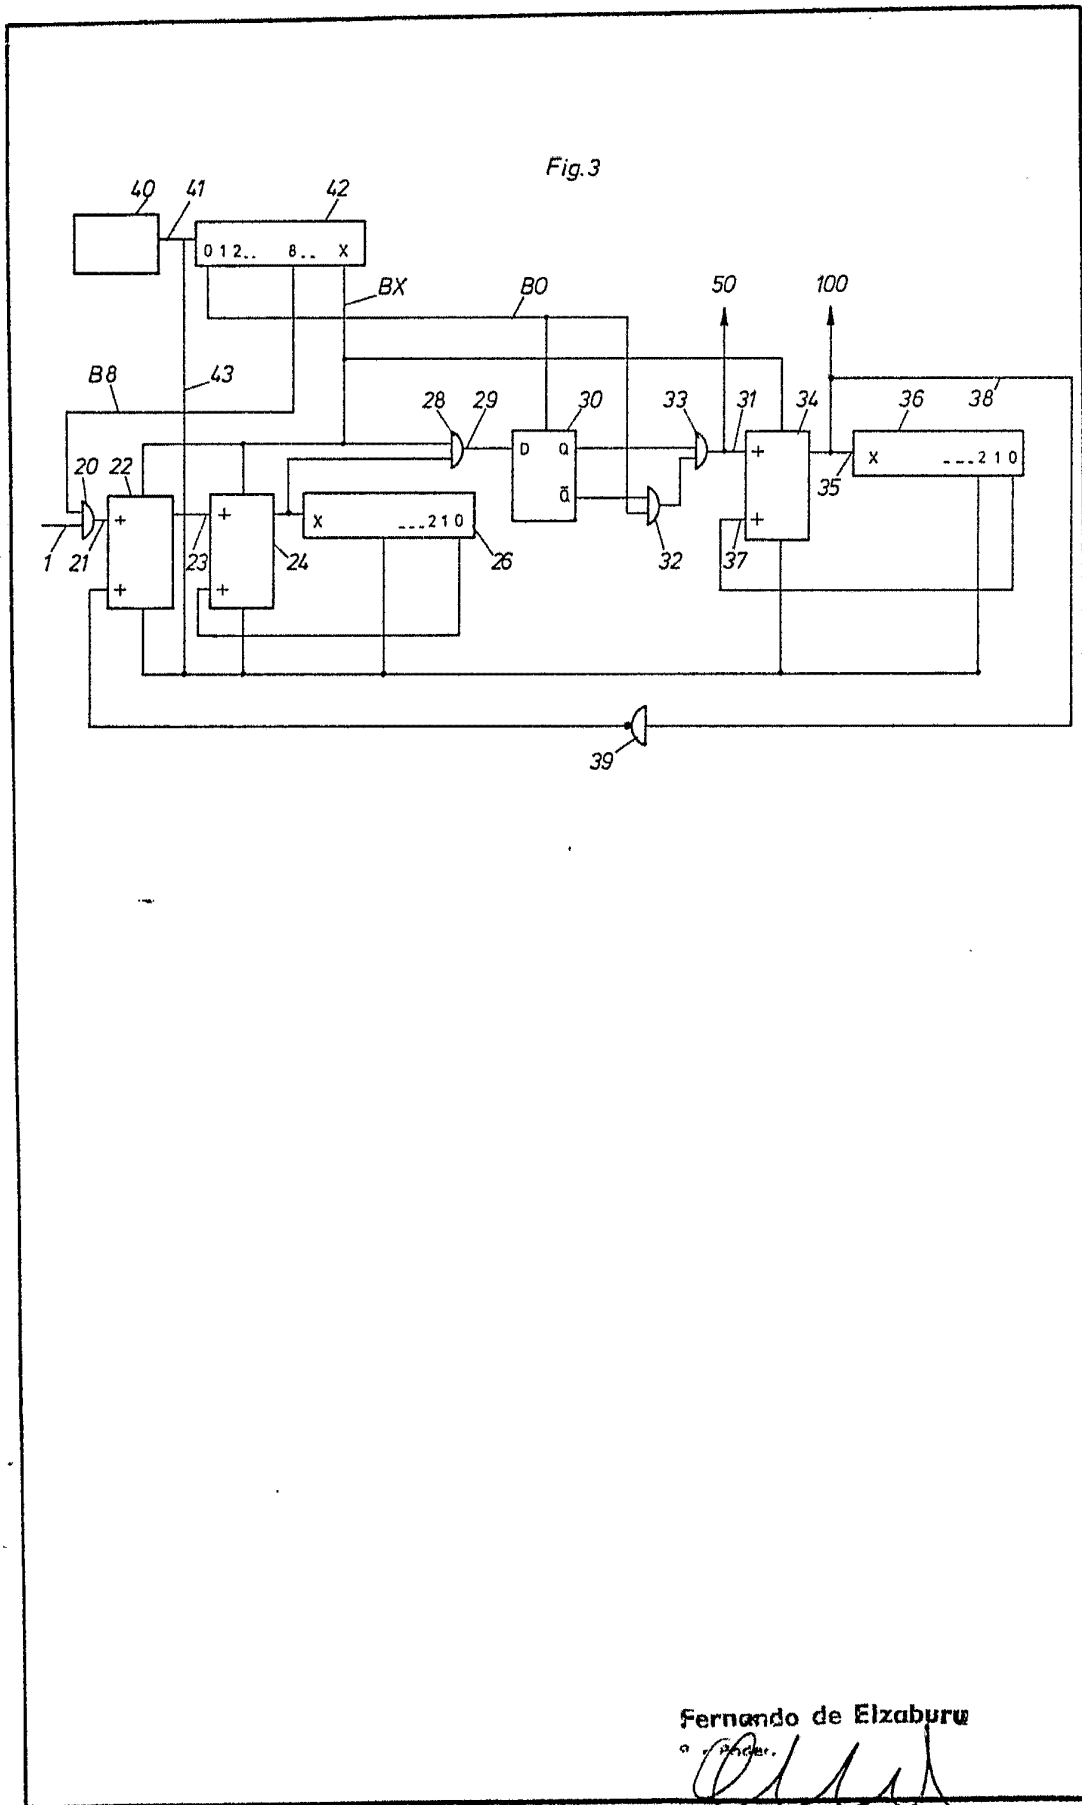 Fig.3
40 41 42
0 1 2.. 8.. X
BX B0 50 100
B8 43 28 29 30 33 31 34 36 38
D Q + X ---2 1 0
20 22 35
+ + X ---2 1 0 Q̄ +
1 21 23 24 26 32 37
+ +
39
Fernando de Elzaburu